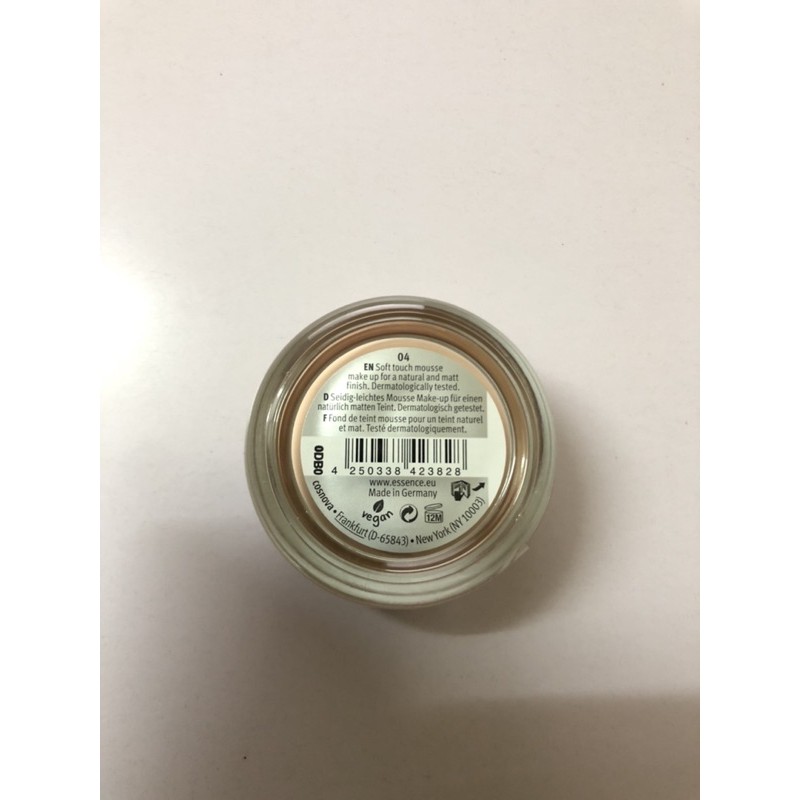 04
EN Soft touch mousse
make up for a natural and matt
finish. Dermatologically tested.
D Seidig-leichtes Mousse Make-up für einen
natürlich matten Teint. Dermatologisch getestet.
F Fond de teint mousse pour un teint naturel
et mat. Testé dermatologiquement.
0DB0
4 250338 423828
www.essence.eu
Made in Germany
vegan
12M
cosnova • Frankfurt (D-65843) • New York (NY 10003)